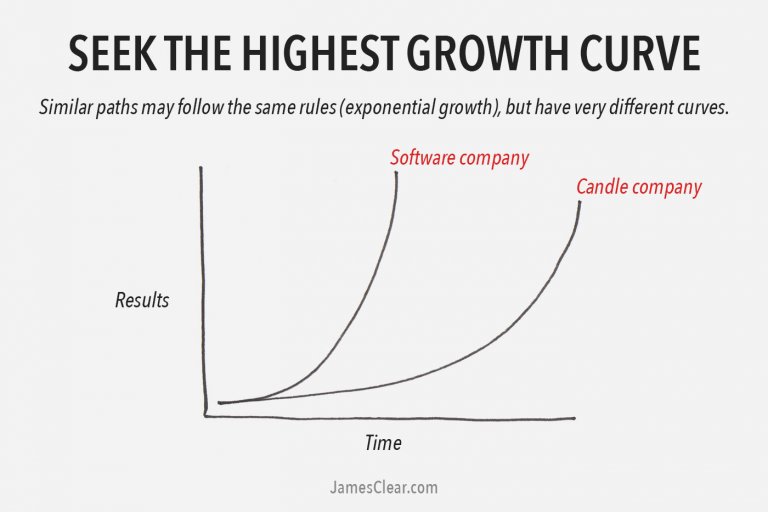 SEEK THE HIGHEST GROWTH CURVE
Similar paths may follow the same rules (exponential growth), but have very different curves.
Software company
Candle company
Results
Time
JamesClear.com